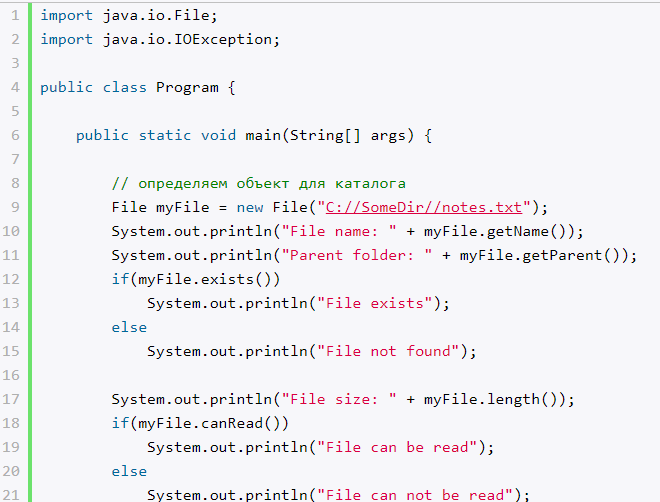 1 import java.io.File;
2 import java.io.IOException;
3
4 public class Program {
5
6     public static void main(String[] args) {
7
8         // определяем объект для каталога
9         File myFile = new File("C://SomeDir//notes.txt");
10         System.out.println("File name: " + myFile.getName());
11         System.out.println("Parent folder: " + myFile.getParent());
12         if(myFile.exists())
13             System.out.println("File exists");
14         else
15             System.out.println("File not found");
16
17         System.out.println("File size: " + myFile.length());
18         if(myFile.canRead())
19             System.out.println("File can be read");
20         else
21             System.out.println("File can not be read");